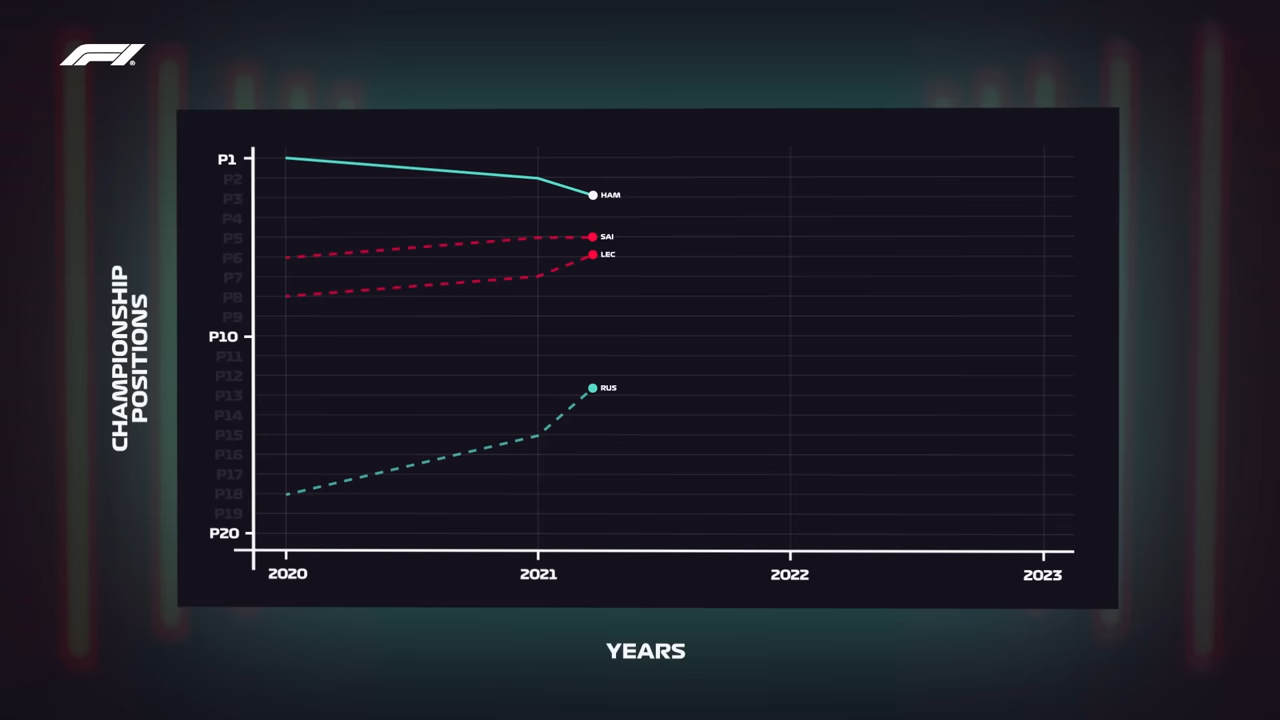 F1
P1
P2
P3
P4
P5
P6
P7
P8
P9
P10
P11
P12
P13
P14
P15
P16
P17
P18
P19
P20
HAM
SAI
LEC
RUS
CHAMPIONSHIP
POSITIONS
2020
2021
2022
2023
YEARS